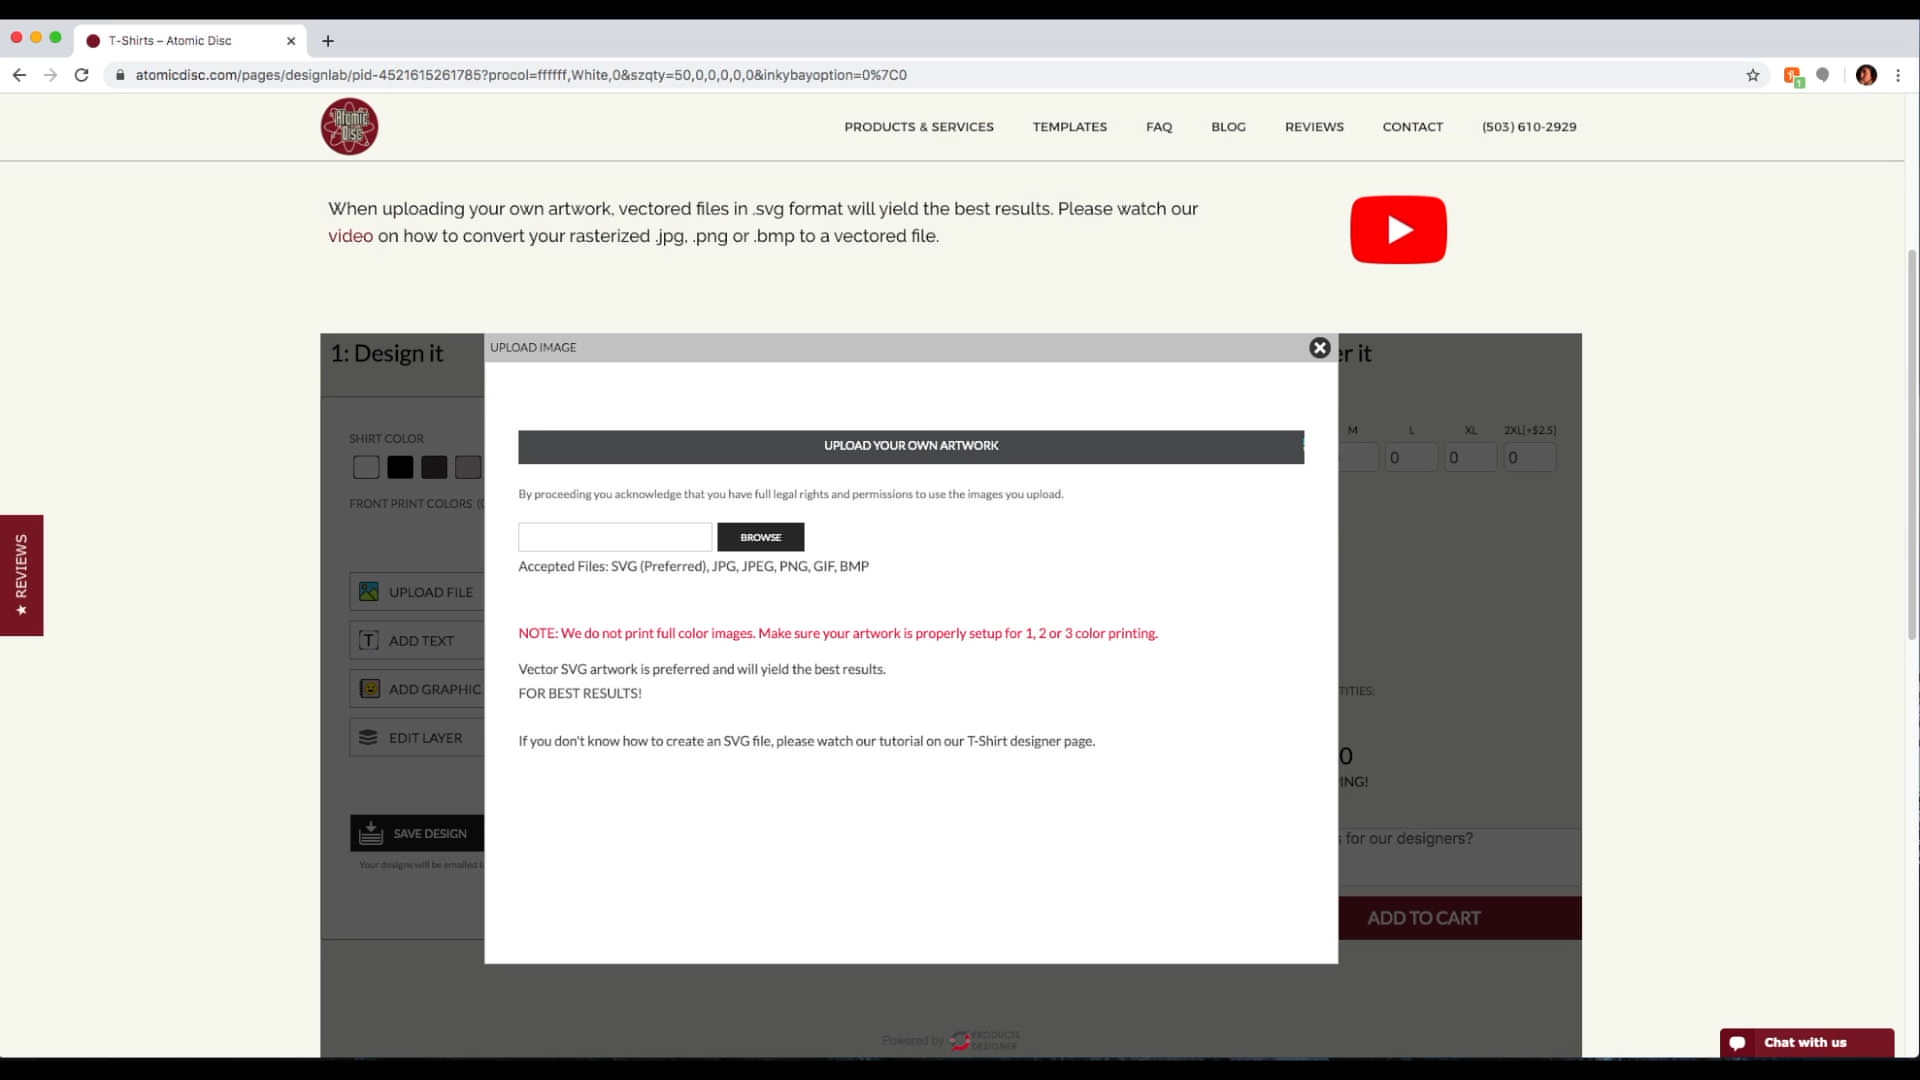 T-Shirts – Atomic Disc
atomicdisc.com/pages/designlab/pid-4521615261785?procol=ffffff,White,0&szqty=50,0,0,0,0,0&inkybayoption=0%7C0
Atomic Disc
PRODUCTS & SERVICES
TEMPLATES
FAQ
BLOG
REVIEWS
CONTACT
(503) 610-2929
When uploading your own artwork, vectored files in .svg format will yield the best results. Please watch our
video on how to convert your rasterized .jpg, .png or .bmp to a vectored file.
1: Design it
UPLOAD IMAGE
er it
UPLOAD YOUR OWN ARTWORK
SHIRT COLOR
M
L
XL
2XL[+$2.5]
0
0
0
By proceeding you acknowledge that you have full legal rights and permissions to use the images you upload.
FRONT PRINT COLORS
BROWSE
Accepted Files: SVG (Preferred), JPG, JPEG, PNG, GIF, BMP
★ REVIEWS
UPLOAD FILE
ADD TEXT
ADD GRAPHIC
EDIT LAYER
NOTE: We do not print full color images. Make sure your artwork is properly setup for 1, 2 or 3 color printing.
Vector SVG artwork is preferred and will yield the best results.
FOR BEST RESULTS!
TITIES:
If you don't know how to create an SVG file, please watch our tutorial on our T-Shirt designer page.
0
ING!
SAVE DESIGN
Your designs will be emailed t
for our designers?
ADD TO CART
Powered by PRODUCTS DESIGNER
Chat with us